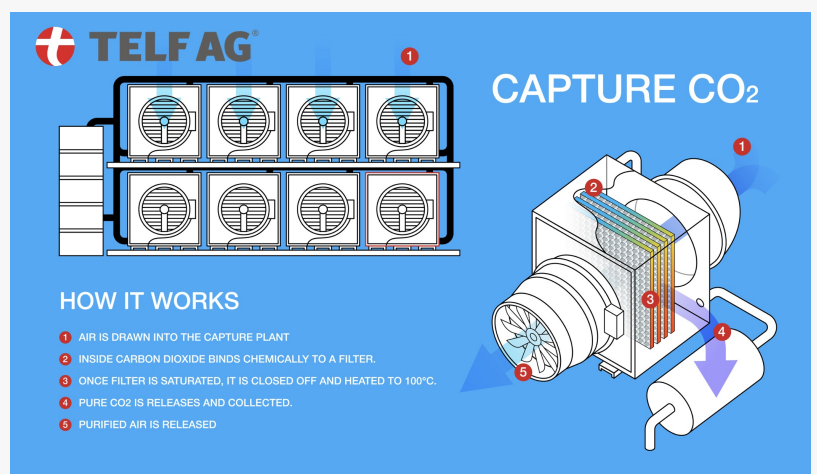 TELF AG®
1
CAPTURE CO2
1
2
3
4
5
HOW IT WORKS
1 AIR IS DRAWN INTO THE CAPTURE PLANT
2 INSIDE CARBON DIOXIDE BINDS CHEMICALLY TO A FILTER.
3 ONCE FILTER IS SATURATED, IT IS CLOSED OFF AND HEATED TO 100°C.
4 PURE CO2 IS RELEASES AND COLLECTED.
5 PURIFIED AIR IS RELEASED